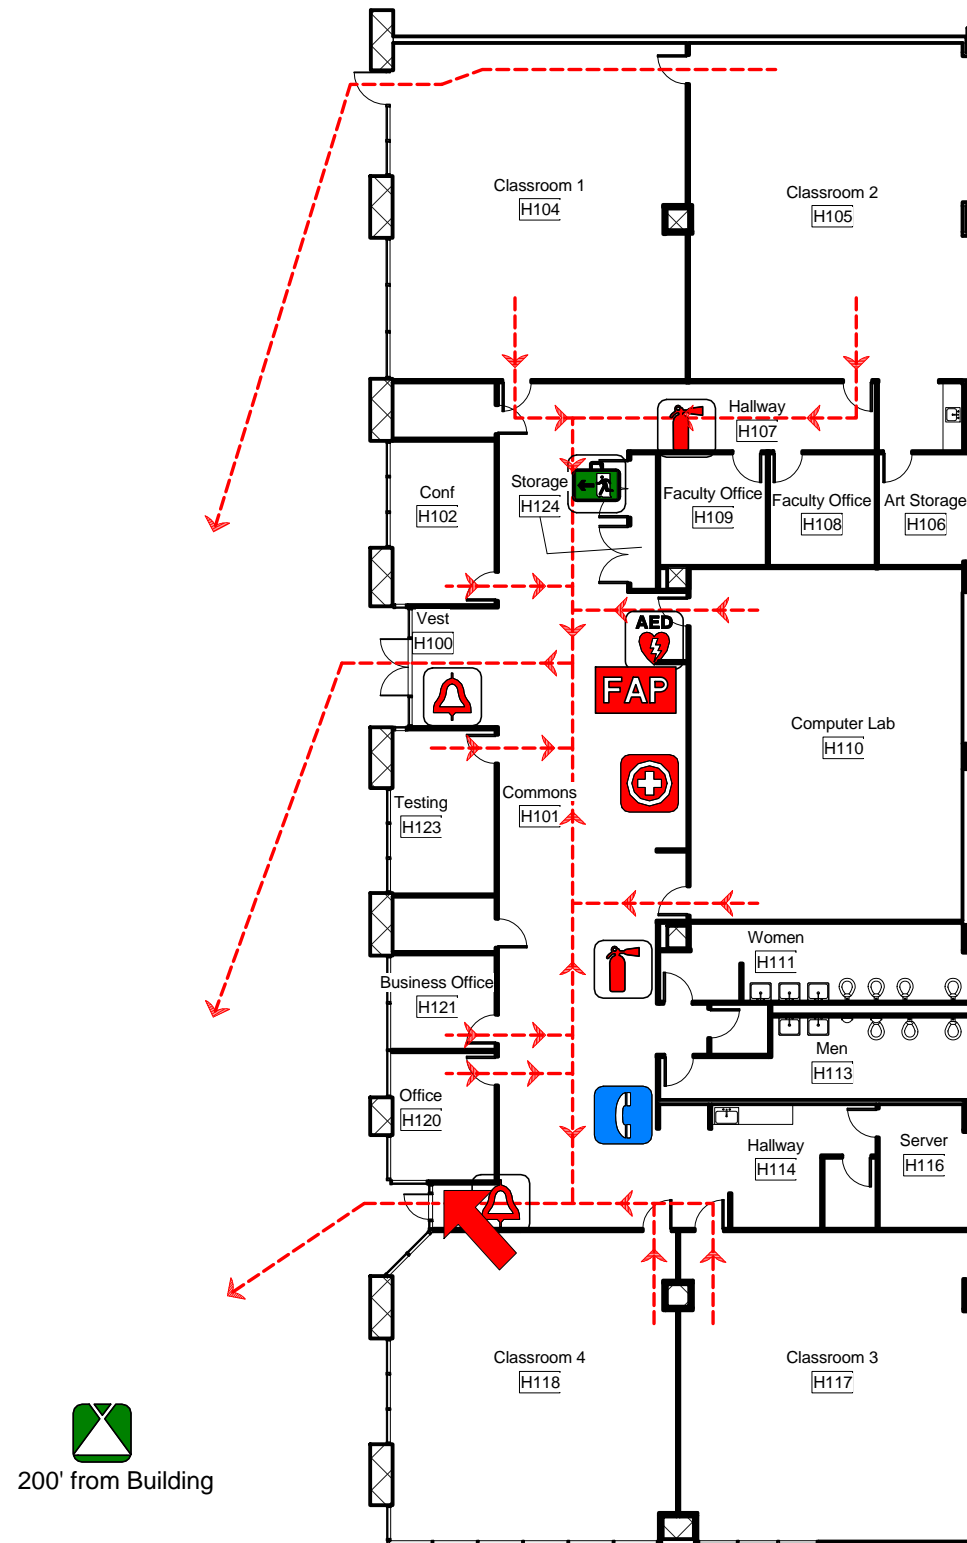 Classroom 1
H104
Classroom 2
H105
Hallway
H107
Conf
H102
Storage
H124
Faculty Office
H109
Faculty Office
H108
Art Storage
H106
Vest
H100
AED
FAP
Computer Lab
H110
Testing
H123
Commons
H101
Women
H111
Business Office
H121
Men
H113
Office
H120
Hallway
H114
Server
H116
Classroom 4
H118
Classroom 3
H117
200' from Building